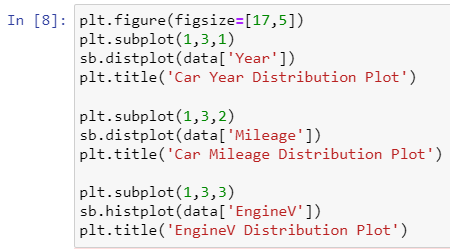 In [8]: plt.figure(figsize=[17,5])
plt.subplot(1,3,1)
sb.distplot(data['Year'])
plt.title('Car Year Distribution Plot')
plt.subplot(1,3,2)
sb.distplot(data['Mileage'])
plt.title('Car Mileage Distribution Plot')
plt.subplot(1,3,3)
sb.histplot(data['EngineV'])
plt.title('EngineV Distribution Plot')